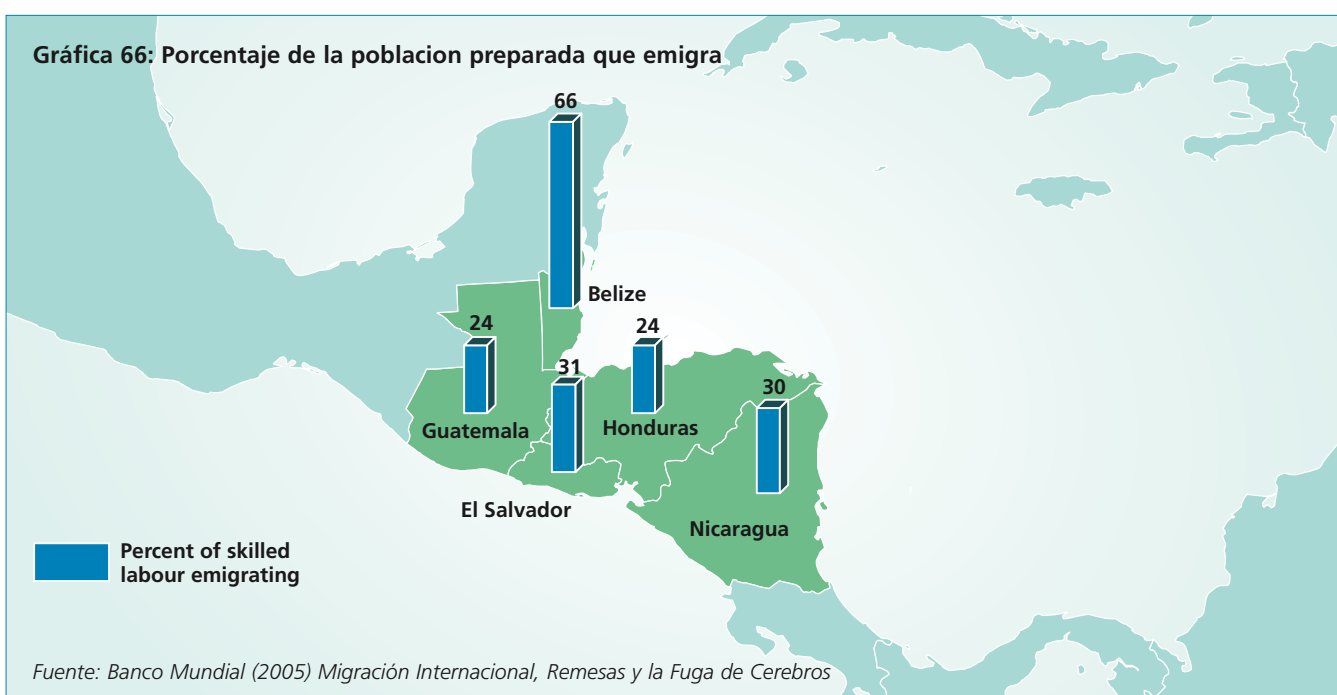 Gráfica 66: Porcentaje de la poblacion preparada que emigra
66
Belize
24
24
31
30
Guatemala
Honduras
El Salvador
Nicaragua
Percent of skilled
labour emigrating
Fuente: Banco Mundial (2005) Migración Internacional, Remesas y la Fuga de Cerebros